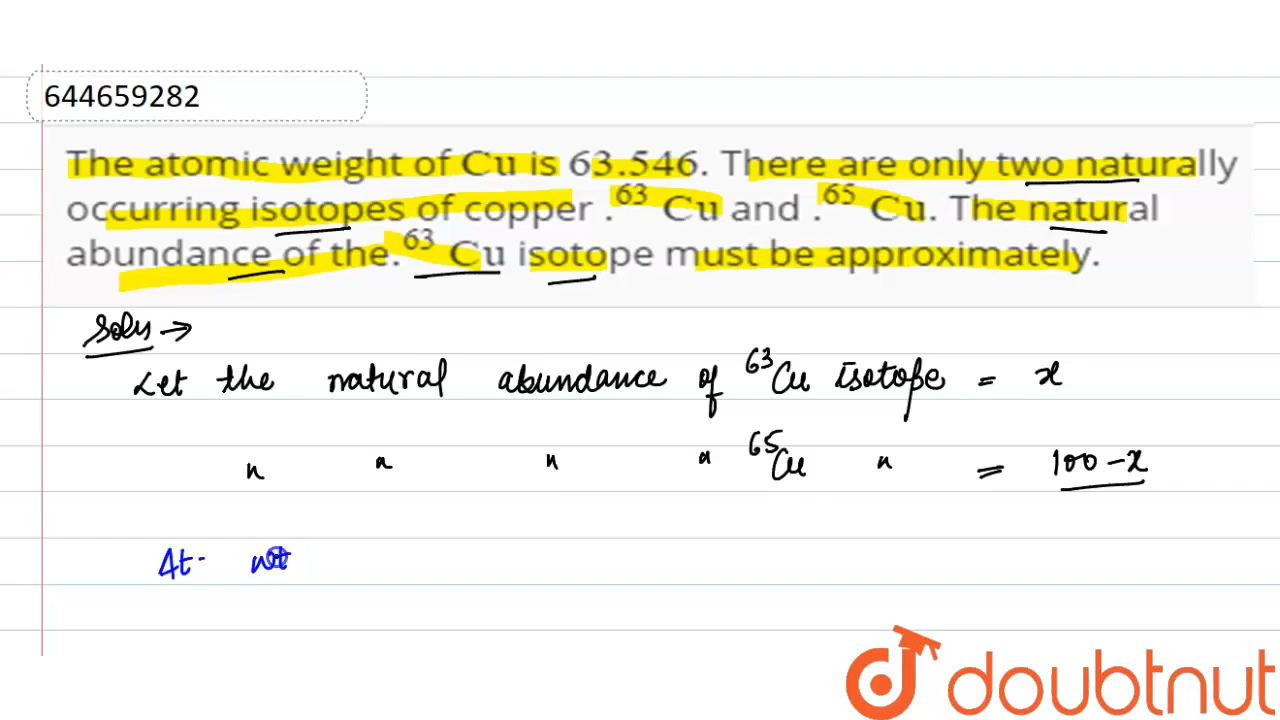 644659282
The atomic weight of Cu is 63.546. There are only two naturally
occurring isotopes of copper .⁶³ Cu and .⁶⁵ Cu. The natural
abundance of the. ⁶³ Cu isotope must be approximately.
Soln →
Let the natural abundance of ⁶³Cu isotope = x
" " " " ⁶⁵Cu " = 100 - x
At. wt
doubtnut